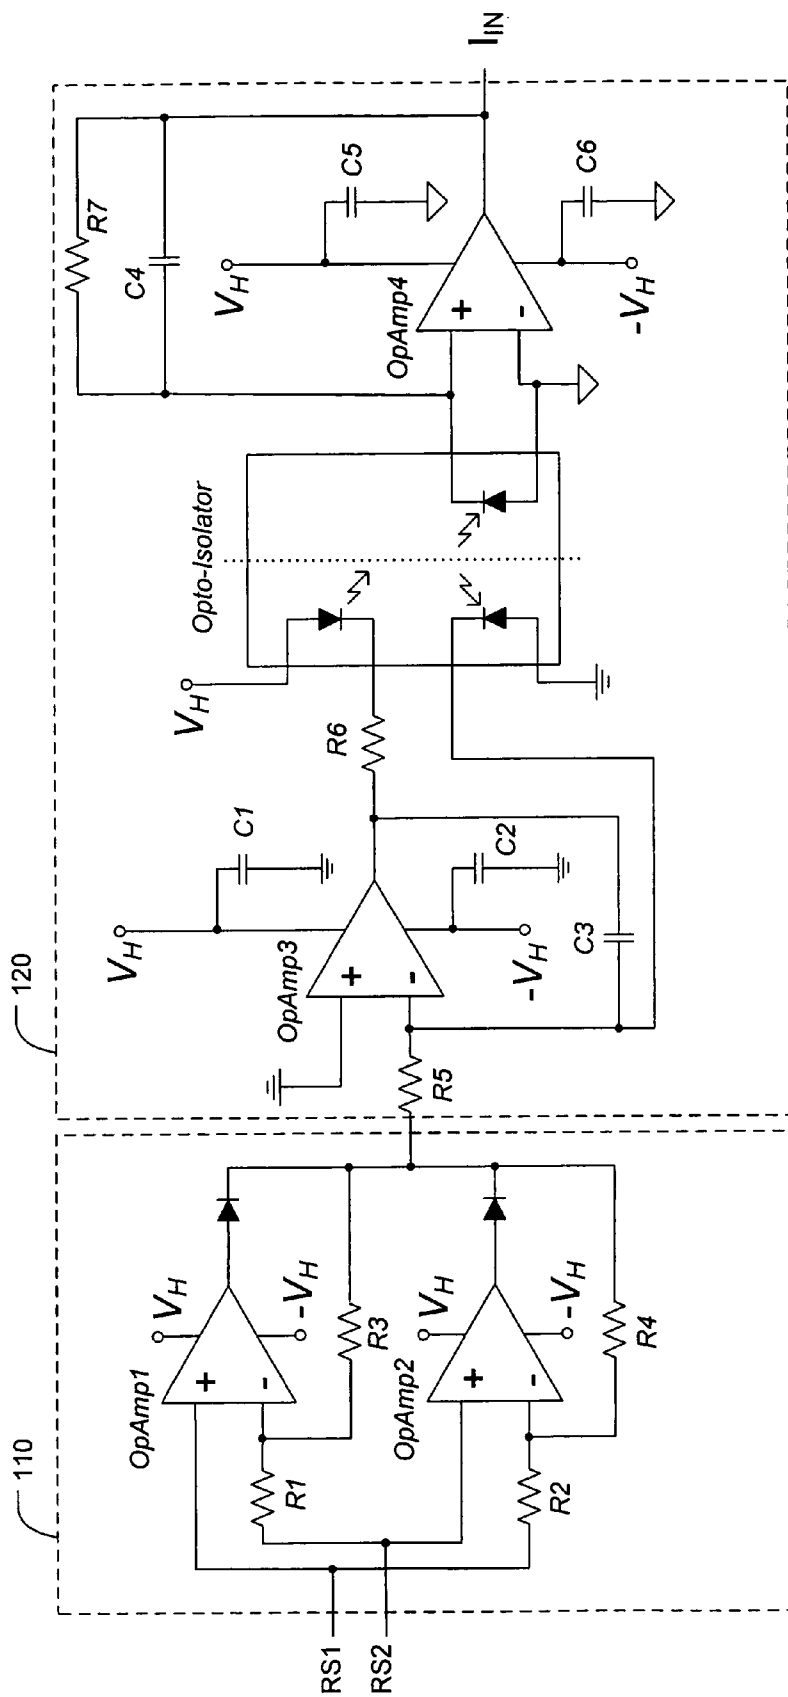 110
120
RS1
RS2
R1
R2
OpAmp1
+
-
V_H
-V_H
R3
OpAmp2
+
-
V_H
-V_H
R4
R5
OpAmp3
+
-
V_H
-V_H
C1
C2
C3
R6
V_H
Opto-Isolator
OpAmp4
+
-
V_H
-V_H
R7
C4
C5
C6
I_IN